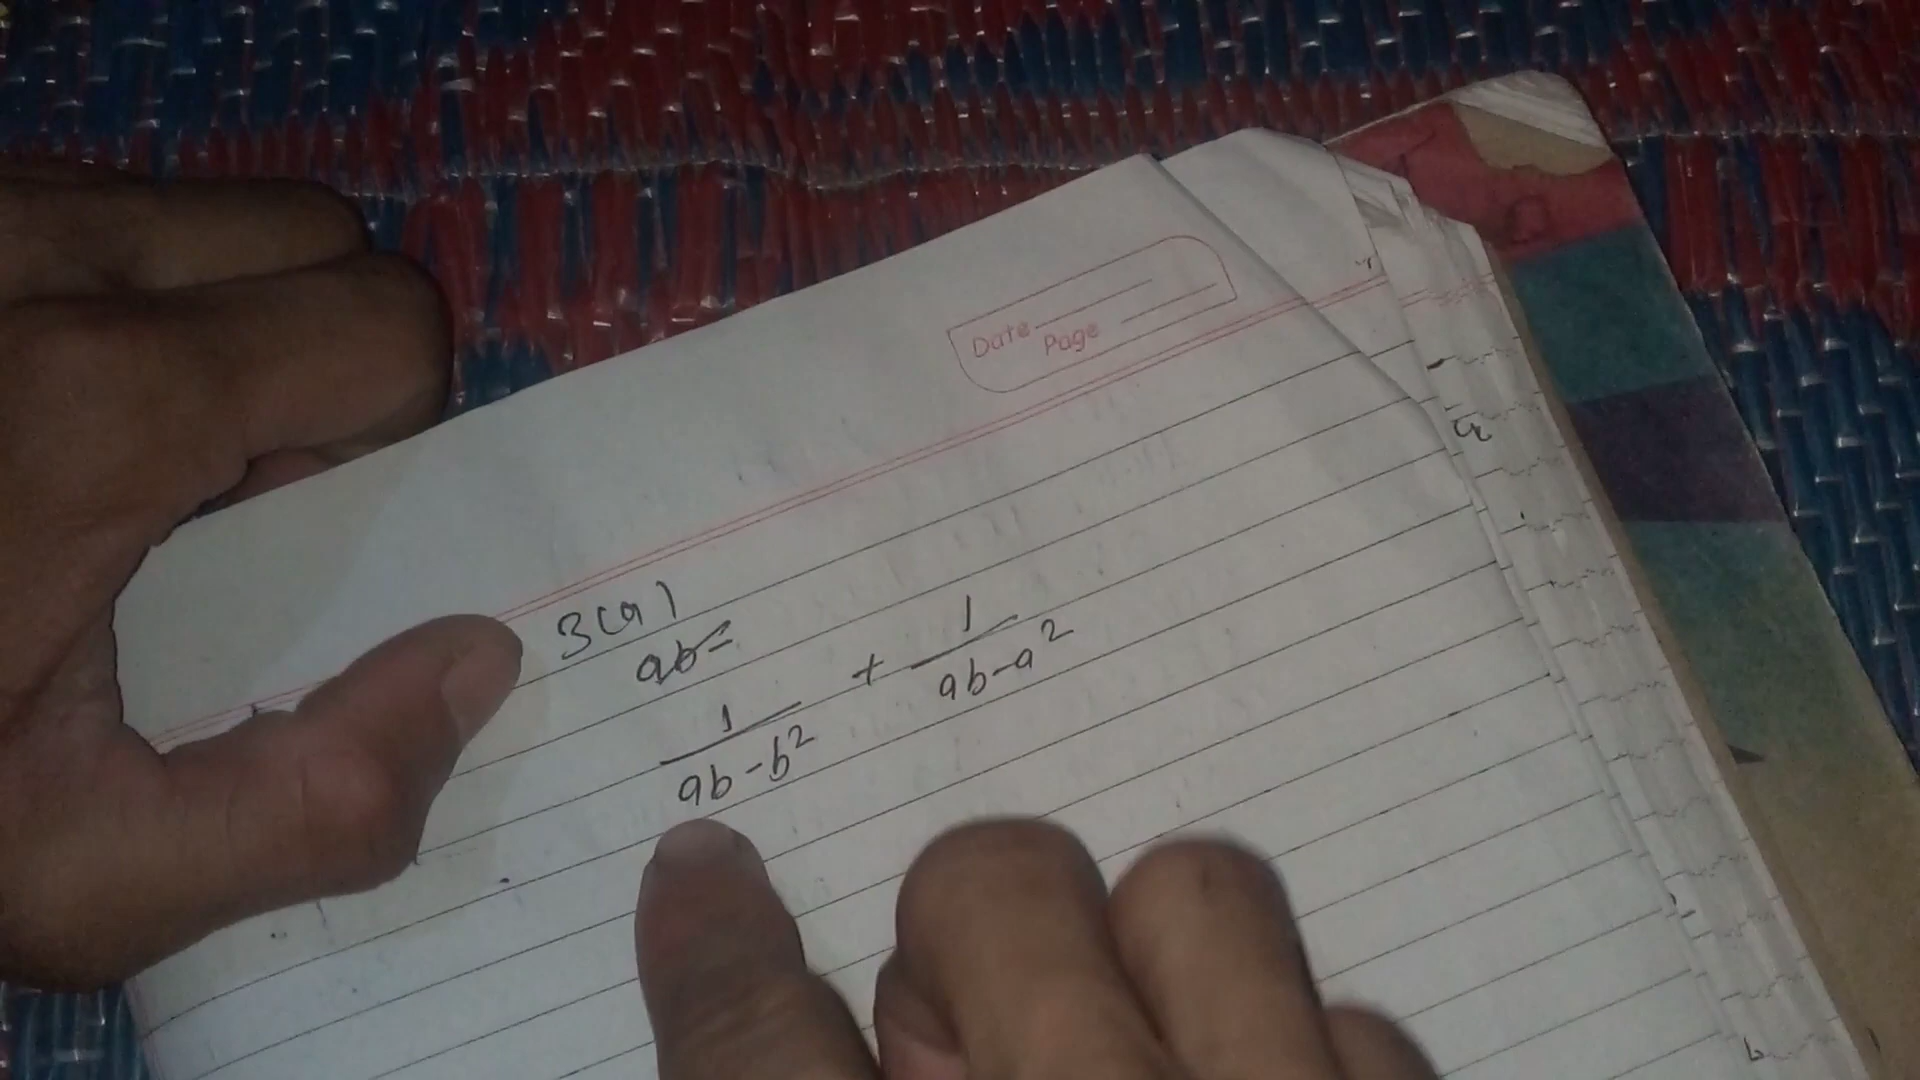 Date
Page
3(a)
ab=
1/(ab-b²) + 1/(ab-a²)